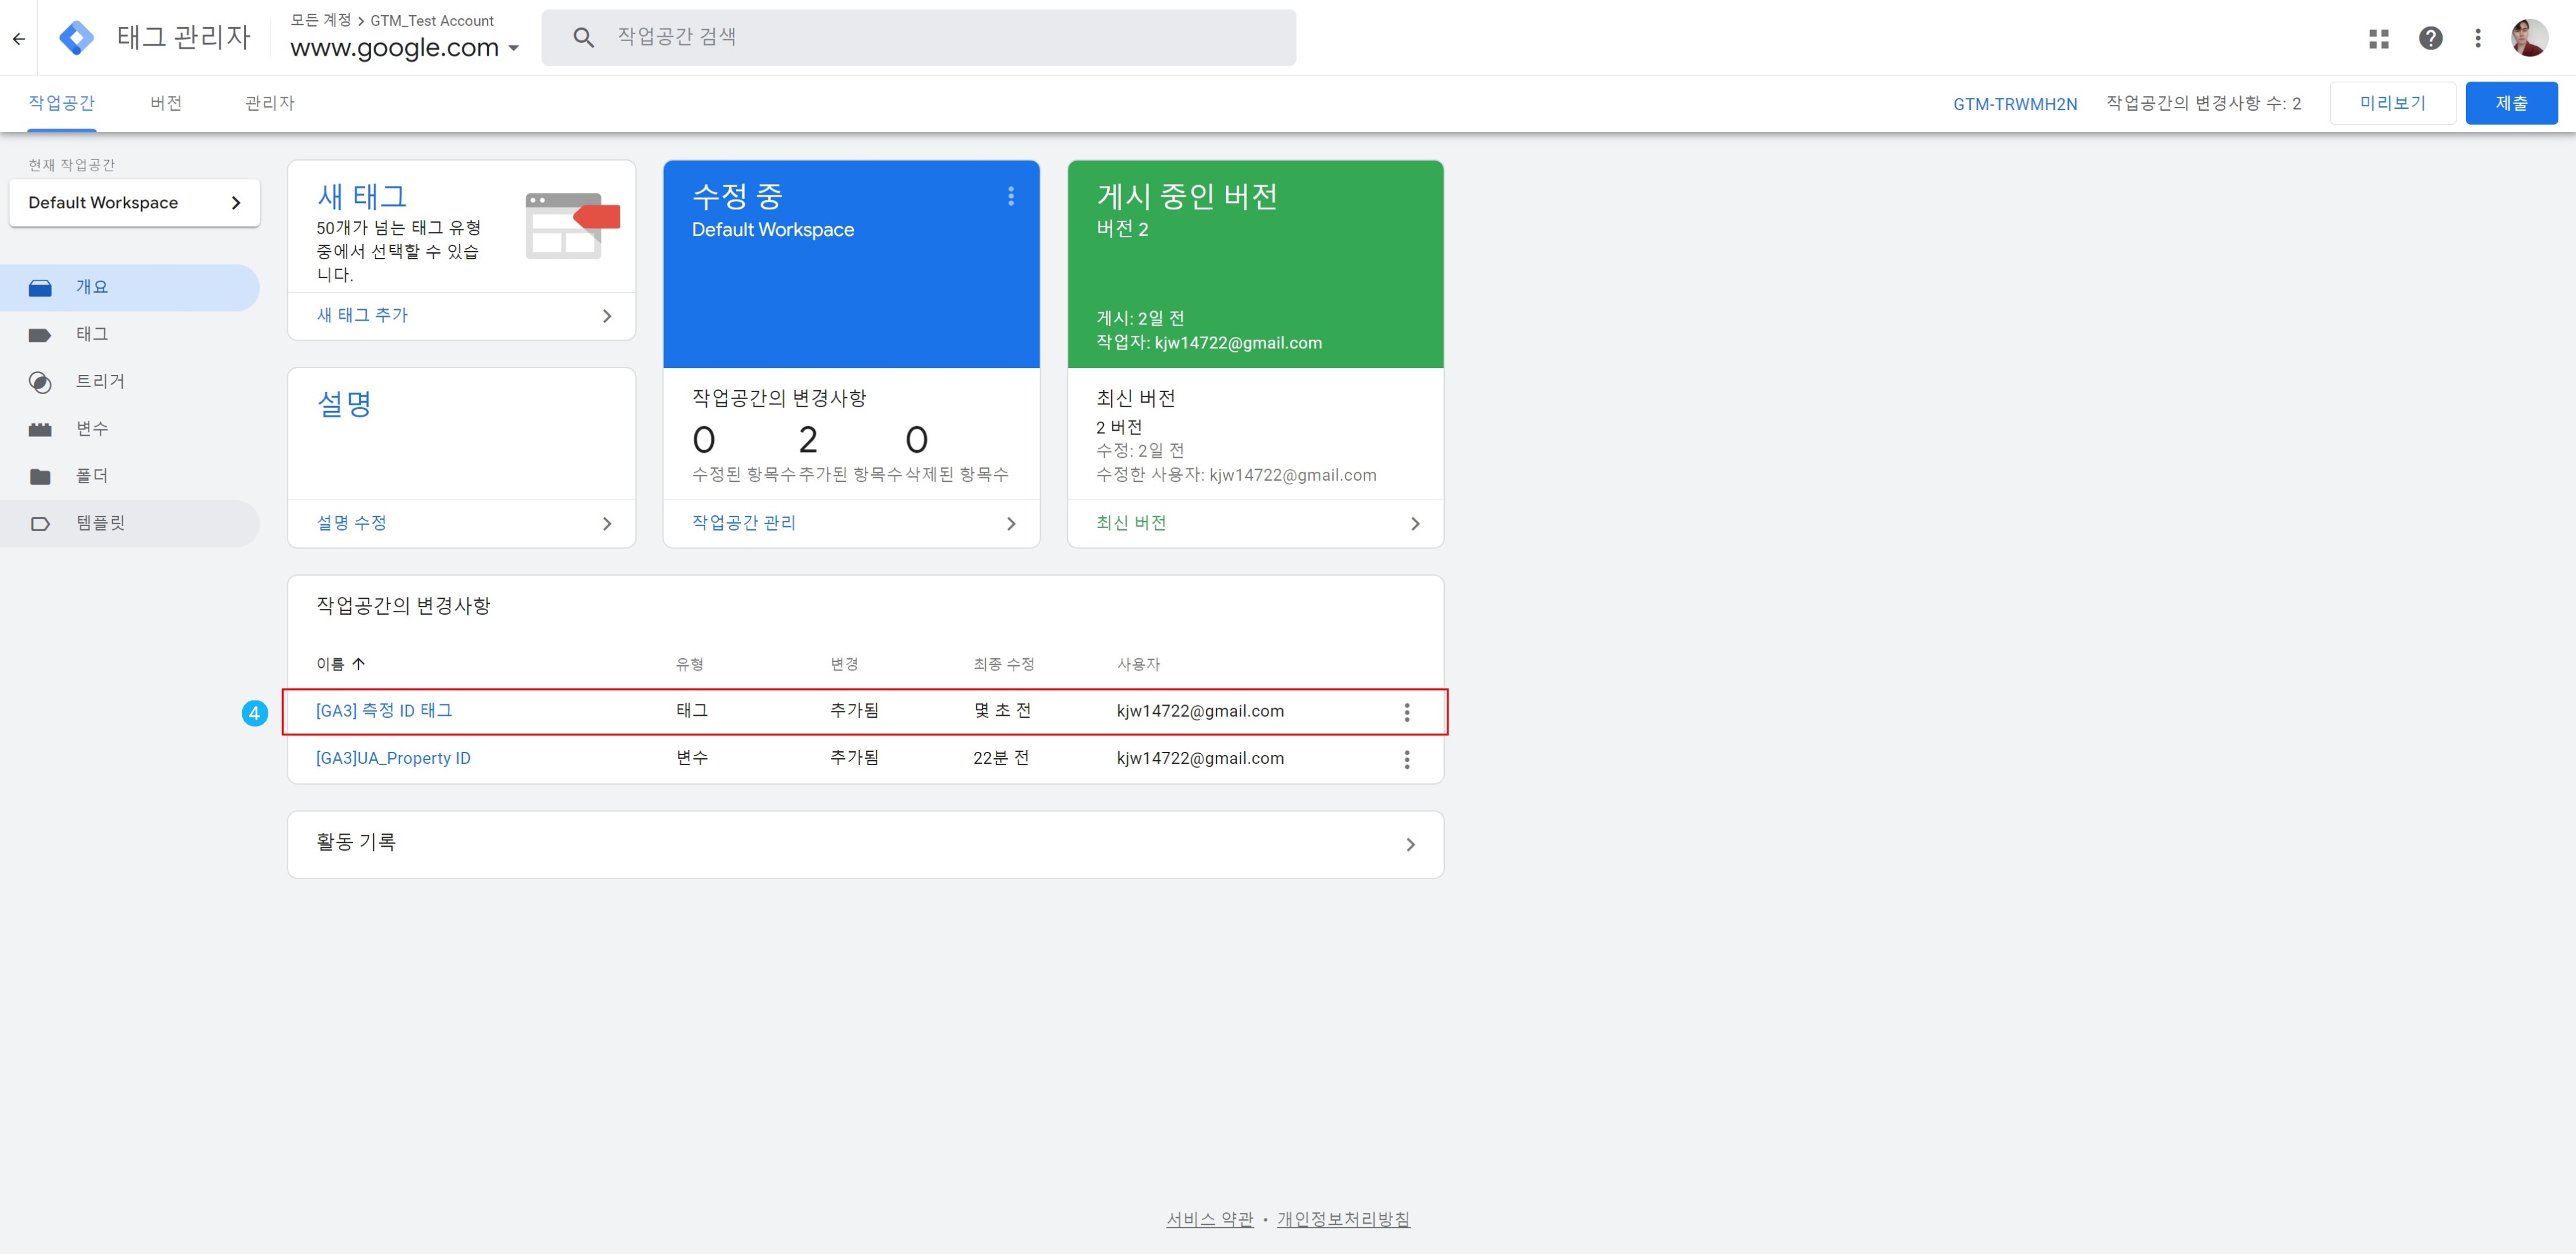 태그 관리자
모든 계정 > GTM_Test Account
www.google.com
작업공간 검색
작업공간
버전
관리자
GTM-TRWMH2N
작업공간의 변경사항 수: 2
미리보기
제출
현재 작업공간
Default Workspace
개요
태그
트리거
변수
폴더
템플릿
새 태그
50개가 넘는 태그 유형
중에서 선택할 수 있습
니다.
새 태그 추가
설명
설명 수정
수정 중
Default Workspace
작업공간의 변경사항
0 2 0
수정된 항목수 추가된 항목수 삭제된 항목수
작업공간 관리
게시 중인 버전
버전 2
게시: 2일 전
작업자: kjw14722@gmail.com
최신 버전
2 버전
수정: 2일 전
수정한 사용자: kjw14722@gmail.com
최신 버전
작업공간의 변경사항
이름 유형 변경 최종 수정 사용자
4 [GA3] 측정 ID 태그 태그 추가됨 몇 초 전 kjw14722@gmail.com
[GA3]UA_Property ID 변수 추가됨 22분 전 kjw14722@gmail.com
활동 기록
서비스 약관 • 개인정보처리방침